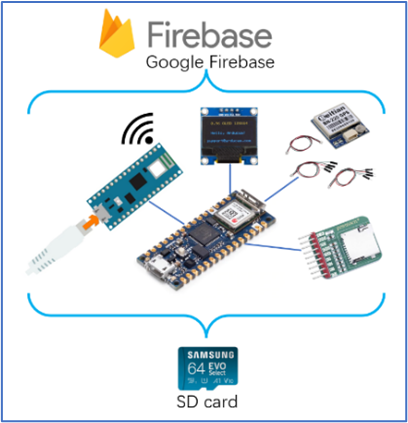 Firebase
Google Firebase
SAMSUNG
64 EVO
Select
SD card